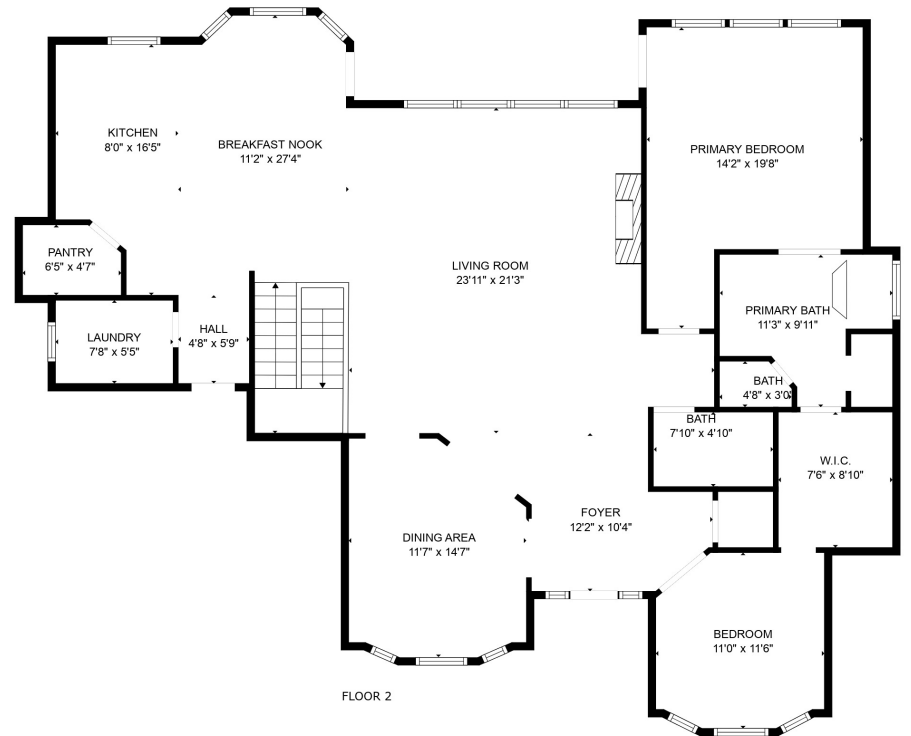 KITCHEN
8'0" x 16'5"
BREAKFAST NOOK
11'2" x 27'4"
PRIMARY BEDROOM
14'2" x 19'8"
PANTRY
6'5" x 4'7"
LIVING ROOM
23'11" x 21'3"
LAUNDRY
7'8" x 5'5"
HALL
4'8" x 5'9"
PRIMARY BATH
11'3" x 9'11"
BATH
4'8" x 3'0"
BATH
7'10" x 4'10"
W.I.C.
7'6" x 8'10"
FOYER
12'2" x 10'4"
DINING AREA
11'7" x 14'7"
BEDROOM
11'0" x 11'6"
FLOOR 2